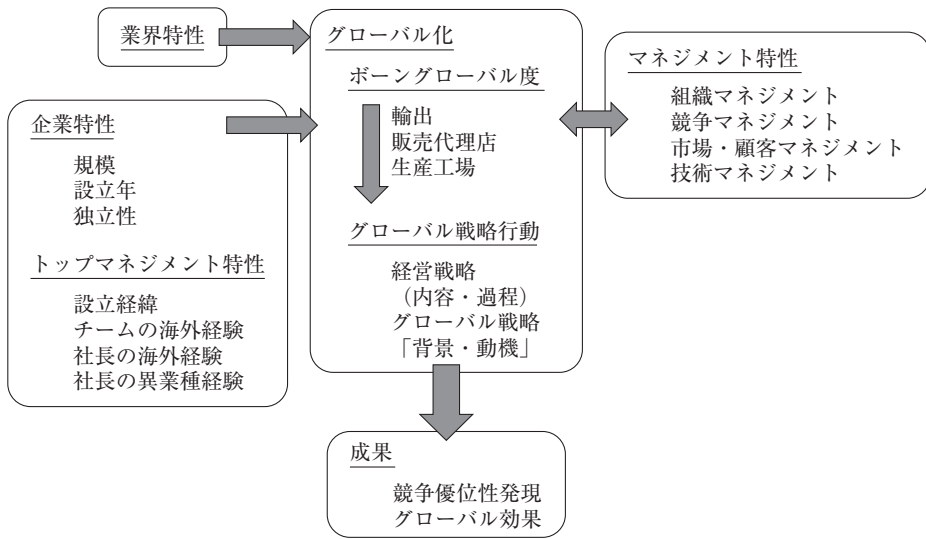 業界特性
企業特性
規模
設立年
独立性
トップマネジメント特性
設立経緯
チームの海外経験
社長の海外経験
社長の異業種経験
グローバル化
ボーングローバル度
輸出
販売代理店
生産工場
グローバル戦略行動
経営戦略
（内容・過程）
グローバル戦略
「背景・動機」
マネジメント特性
組織マネジメント
競争マネジメント
市場・顧客マネジメント
技術マネジメント
成果
競争優位性発現
グローバル効果